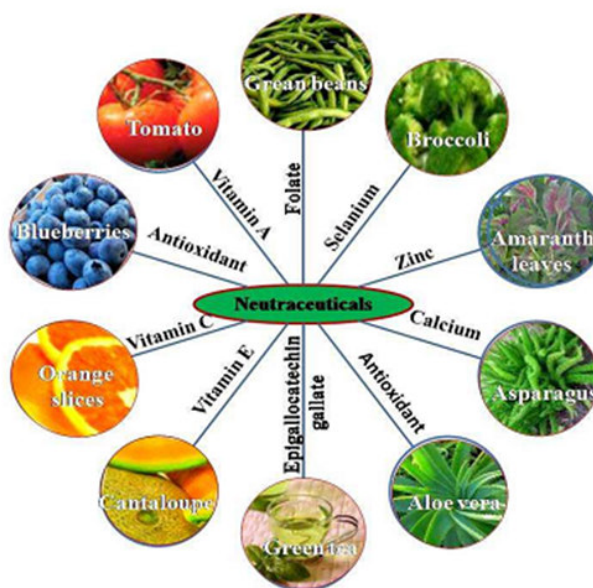 Grean beans
Tomato
Broccoli
Vitamin A
Folate
Selanium
Blueberries
Antioxidant
Zinc
Amaranth
leaves
Neutraceuticals
Vitamin C
Calcium
Orange
slices
Vitamin E
Epigallocatechin
gallate
Antioxidant
Asparagus
Cantaloupe
Green tea
Aloe vera